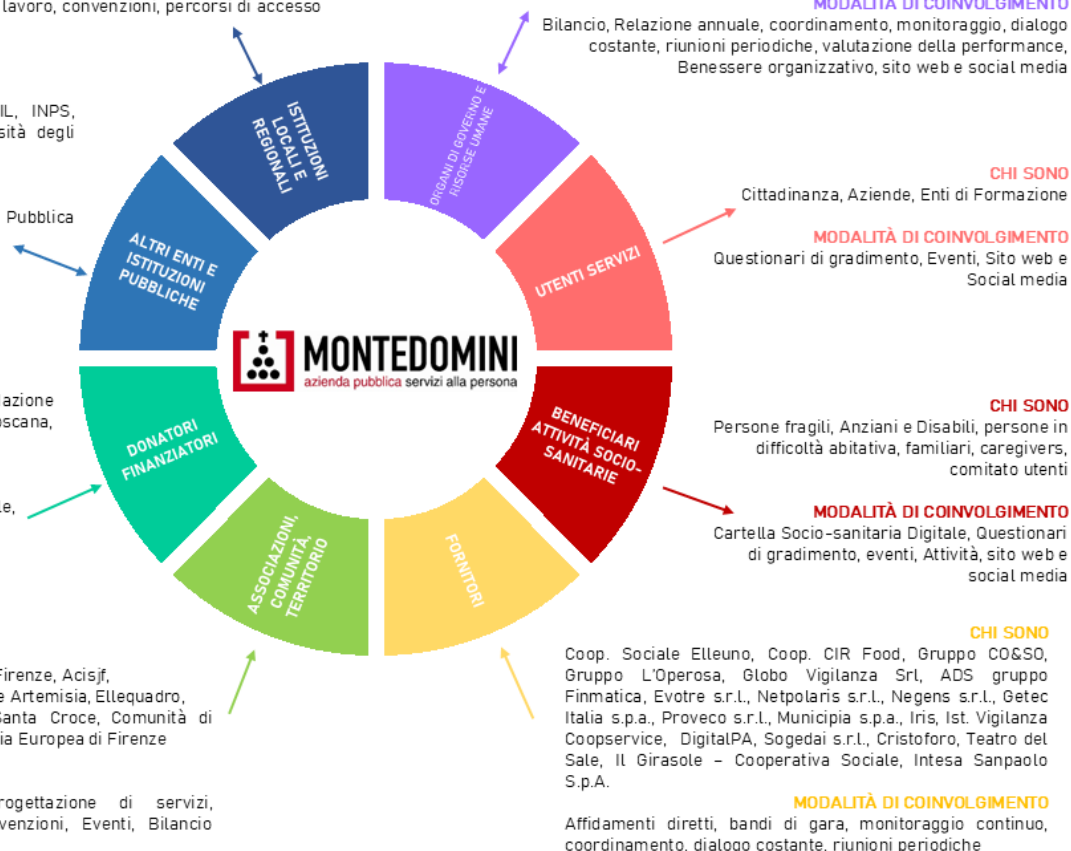 lavoro, convenzioni, percorsi di accesso
IL, INPS,
sità degli
Pubblica
azione
oscana,
le,
Firenze, Acisjf,
e Artemisia, Ellequadro,
Santa Croce, Comunità di
ia Europea di Firenze
rogettazione di servizi,
venzioni, Eventi, Bilancio
ISTITUZIONI
LOCALI E
REGIONALI
ORGANI DI GOVERNO E
RISORSE UMANE
ALTRI ENTI E
ISTITUZIONI
PUBBLICHE
UTENTI SERVIZI
MONTEDOMINI
azienda pubblica servizi alla persona
DONATORI
FINANZIATORI
BENEFICIARI
ATTIVITÀ SOCIO-
SANITARIE
ASSOCIAZIONI,
COMUNITÀ,
TERRITORIO
FORNITORI
MODALITÀ DI COINVOLGIMENTO
Bilancio, Relazione annuale, coordinamento, monitoraggio, dialogo
costante, riunioni periodiche, valutazione della performance,
Benessere organizzativo, sito web e social media
CHI SONO
Cittadinanza, Aziende, Enti di Formazione
MODALITÀ DI COINVOLGIMENTO
Questionari di gradimento, Eventi, Sito web e
Social media
CHI SONO
Persone fragili, Anziani e Disabili, persone in
difficoltà abitativa, familiari, caregivers,
comitato utenti
MODALITÀ DI COINVOLGIMENTO
Cartella Socio-sanitaria Digitale, Questionari
di gradimento, eventi, Attività, sito web e
social media
CHI SONO
Coop. Sociale Elleuno, Coop. CIR Food, Gruppo CO&SO,
Gruppo L'Operosa, Globo Vigilanza Srl, ADS gruppo
Finmatica, Evotre s.r.l., Netpolaris s.r.l., Negens s.r.l., Getec
Italia s.p.a., Proveco s.r.l., Municipia s.p.a., Iris, Ist. Vigilanza
Coopservice, DigitalPA, Sogedai s.r.l., Cristoforo, Teatro del
Sale, Il Girasole – Cooperativa Sociale, Intesa Sanpaolo
S.p.A.
MODALITÀ DI COINVOLGIMENTO
Affidamenti diretti, bandi di gara, monitoraggio continuo,
coordinamento, dialogo costante, riunioni periodiche